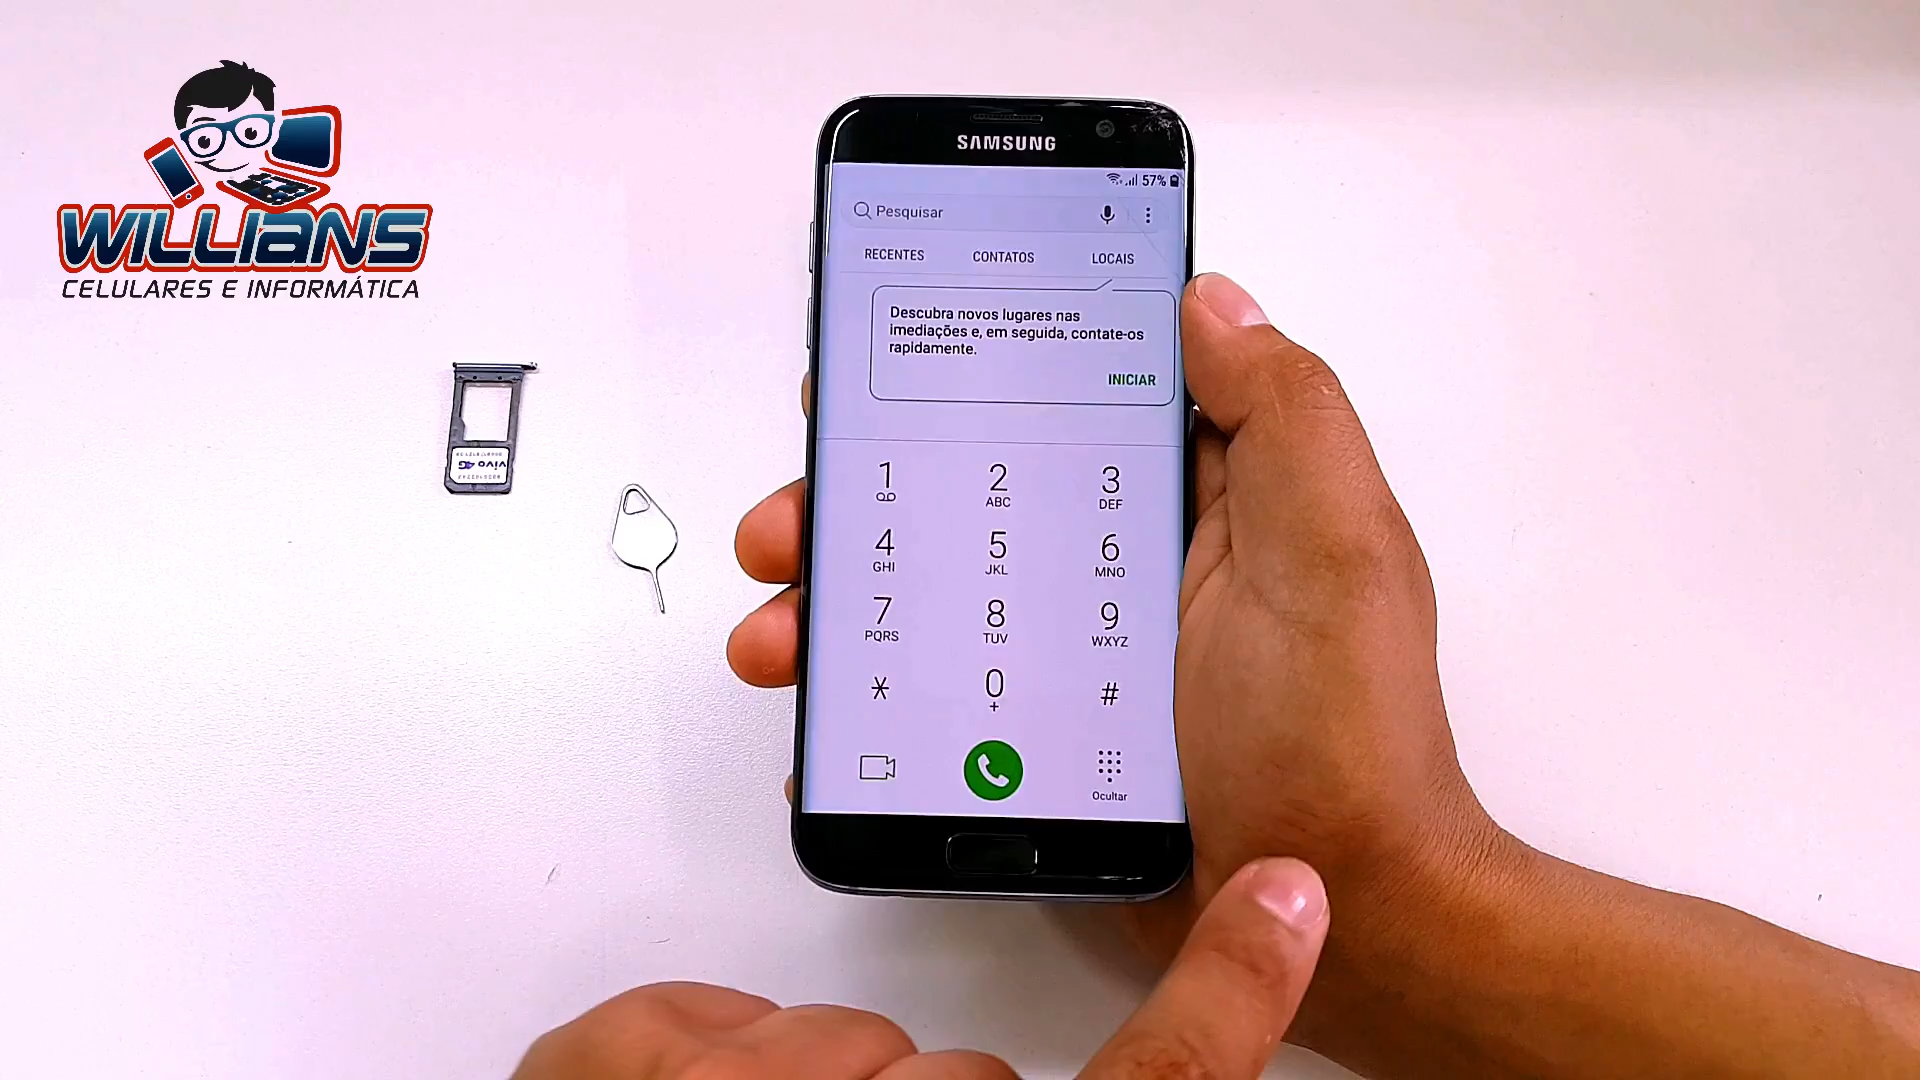 WILLIANS
CELULARES E INFORMÁTICA
SAMSUNG
57%
Pesquisar
RECENTES CONTATOS LOCAIS
Descubra novos lugares nas
imediações e, em seguida, contate-os
rapidamente.
INICIAR
vivo 4G
1 2 3
ABC DEF
4 5 6
GHI JKL MNO
7 8 9
PQRS TUV WXYZ
* 0 #
+
Ocultar